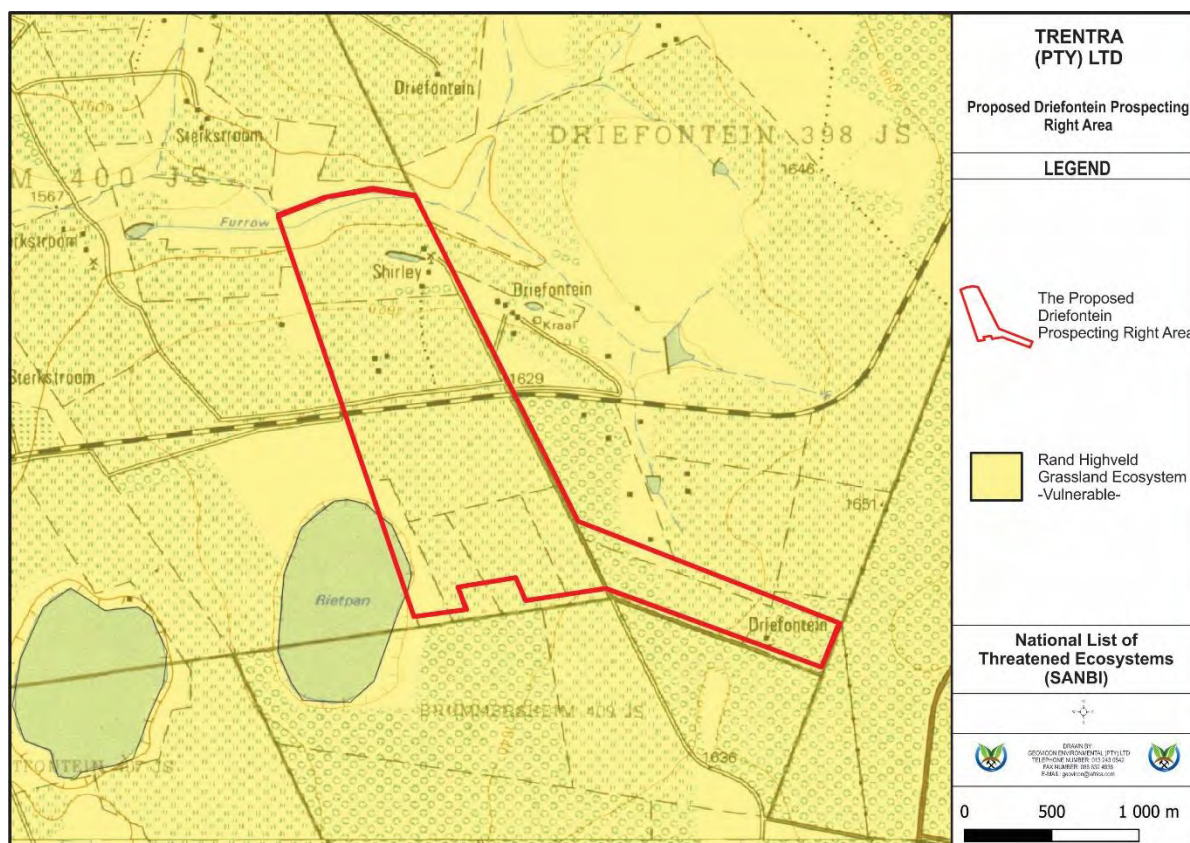 Driefontein
Sterkstroom
DRIEFONTEIN 398 JS
1646
M 400 JS
1567
Furrow
Shirley
Driefontein
Kraal
Sterkstroom
1629
1651
Rietpan
Driefontein
BRUMMERSHEIM 409 JS
1636
TRENTRA
(PTY) LTD
Proposed Driefontein Prospecting
Right Area
LEGEND
The Proposed
Driefontein
Prospecting Right Area
Rand Highveld
Grassland Ecosystem
-Vulnerable-
National List of
Threatened Ecosystems
(SANBI)
DRAWN BY
GEOVICON ENVIRONMENTAL (PTY) LTD
0 500 1 000 m